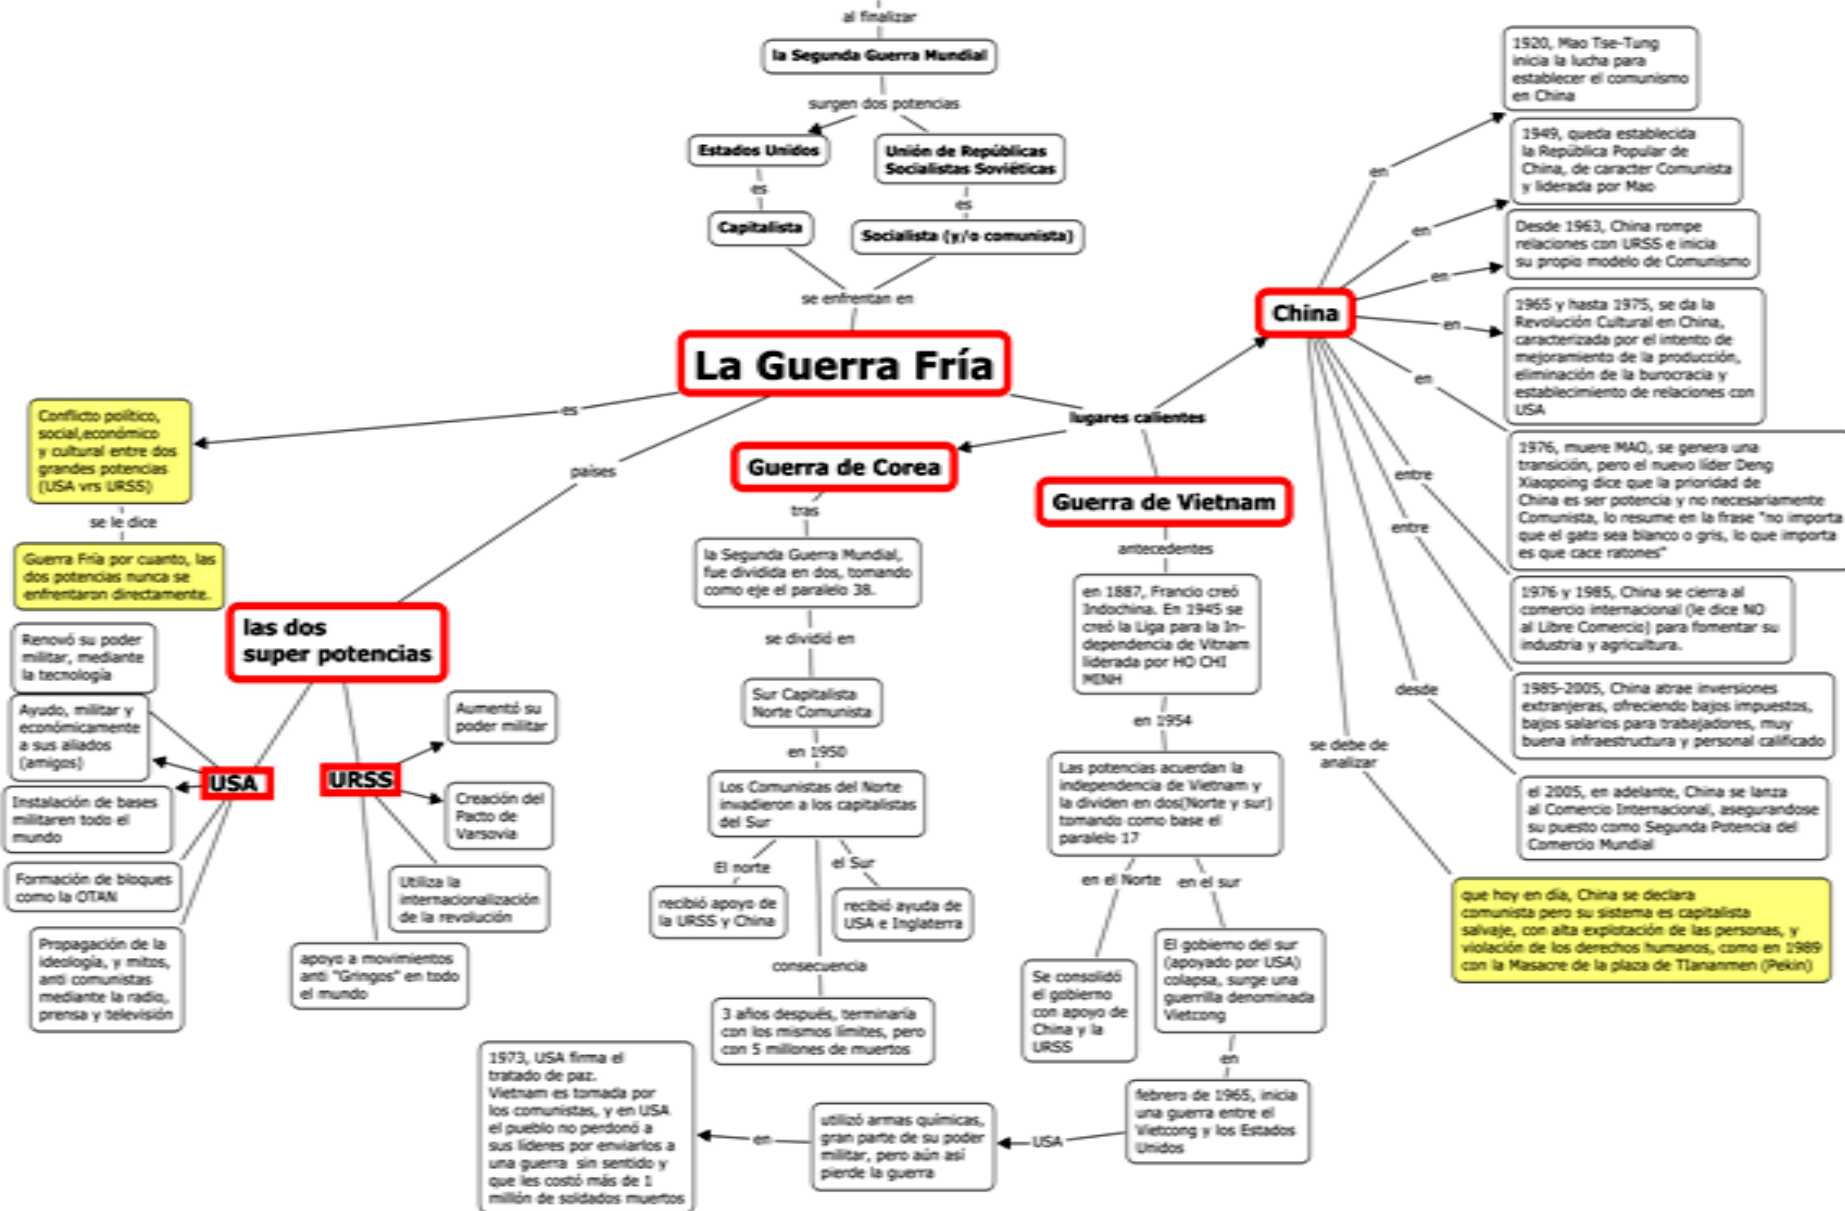 al finalizar
la Segunda Guerra Mundial
surgen dos potencias
Estados Unidos
Unión de Repúblicas
Socialistas Soviéticas
es
es
Capitalista
Socialista (y/o comunista)
se enfrentan en
La Guerra Fría
es
Conflicto político,
social,económico
y cultural entre dos
grandes potencias
(USA vrs URSS)
se le dice
Guerra Fría por cuanto, las
dos potencias nunca se
enfrentaron directamente.
países
las dos
super potencias
USA
Renovó su poder
militar, mediante
la tecnología
Ayudo, militar y
económicamente
a sus aliados
(amigos)
Instalación de bases
militaren todo el
mundo
Formación de bloques
como la OTAN
Propagación de la
ideología, y mitos,
anti comunistas
mediante la radio,
prensa y televisión
URSS
Aumentó su
poder militar
Creación del
Pacto de
Varsovia
Utiliza la
internacionalización
de la revolución
apoyo a movimientos
anti "Gringos" en todo
el mundo
lugares calientes
Guerra de Corea
tras
la Segunda Guerra Mundial,
fue dividida en dos, tomando
como eje el paralelo 38.
se dividió en
Sur Capitalista
Norte Comunista
en 1950
Los Comunistas del Norte
invadieron a los capitalistas
del Sur
El norte
recibió apoyo de
la URSS y China
el Sur
recibió ayuda de
USA e Inglaterra
consecuencia
3 años después, terminaría
con los mismos límites, pero
con 5 millones de muertos
Guerra de Vietnam
antecedentes
en 1887, Francio creó
Indochina. En 1945 se
creó la Liga para la In-
dependencia de Vitnam
liderada por HO CHI
MINH
en 1954
Las potencias acuerdan la
independencia de Vietnam y
la dividen en dos(Norte y sur)
tomando como base el
paralelo 17
en el Norte
Se consolidó
el gobierno
con apoyo de
China y la
URSS
en el sur
El gobierno del sur
(apoyado por USA)
colapsa, surge una
guerrilla denominada
Vietcong
en
febrero de 1965, inicia
una guerra entre el
Vietcong y los Estados
Unidos
USA
utilizó armas químicas,
gran parte de su poder
militar, pero aún así
pierde la guerra
en
1973, USA firma el
tratado de paz.
Vietnam es tomada por
los comunistas, y en USA
el pueblo no perdonó a
sus líderes por enviarlos a
una guerra sin sentido y
que les costó más de 1
millón de soldados muertos
China
en
1920, Mao Tse-Tung
inicia la lucha para
establecer el comunismo
en China
en
1949, queda establecida
la República Popular de
China, de caracter Comunista
y liderada por Mao
en
Desde 1963, China rompe
relaciones con URSS e inicia
su propio modelo de Comunismo
en
1965 y hasta 1975, se da la
Revolución Cultural en China,
caracterizada por el intento de
mejoramiento de la producción,
eliminación de la burocracia y
establecimiento de relaciones con
USA
en
1976, muere MAO, se genera una
transición, pero el nuevo líder Deng
Xiaopoing dice que la prioridad de
China es ser potencia y no necesariamente
Comunista, lo resume en la frase "no importa
que el gato sea blanco o gris, lo que importa
es que cace ratones"
entre
1976 y 1985, China se cierra al
comercio internacional (le dice NO
al Libre Comercio) para fomentar su
industria y agricultura.
entre
1985-2005, China atrae inversiones
extranjeras, ofreciendo bajos impuestos,
bajos salarios para trabajadores, muy
buena infraestructura y personal calificado
desde
el 2005, en adelante, China se lanza
al Comercio Internacional, asegurandose
su puesto como Segunda Potencia del
Comercio Mundial
se debe de
analizar
que hoy en día, China se declara
comunista pero su sistema es capitalista
salvaje, con alta explotación de las personas, y
violación de los derechos humanos, como en 1989
con la Masacre de la plaza de TIananmen (Pekin)